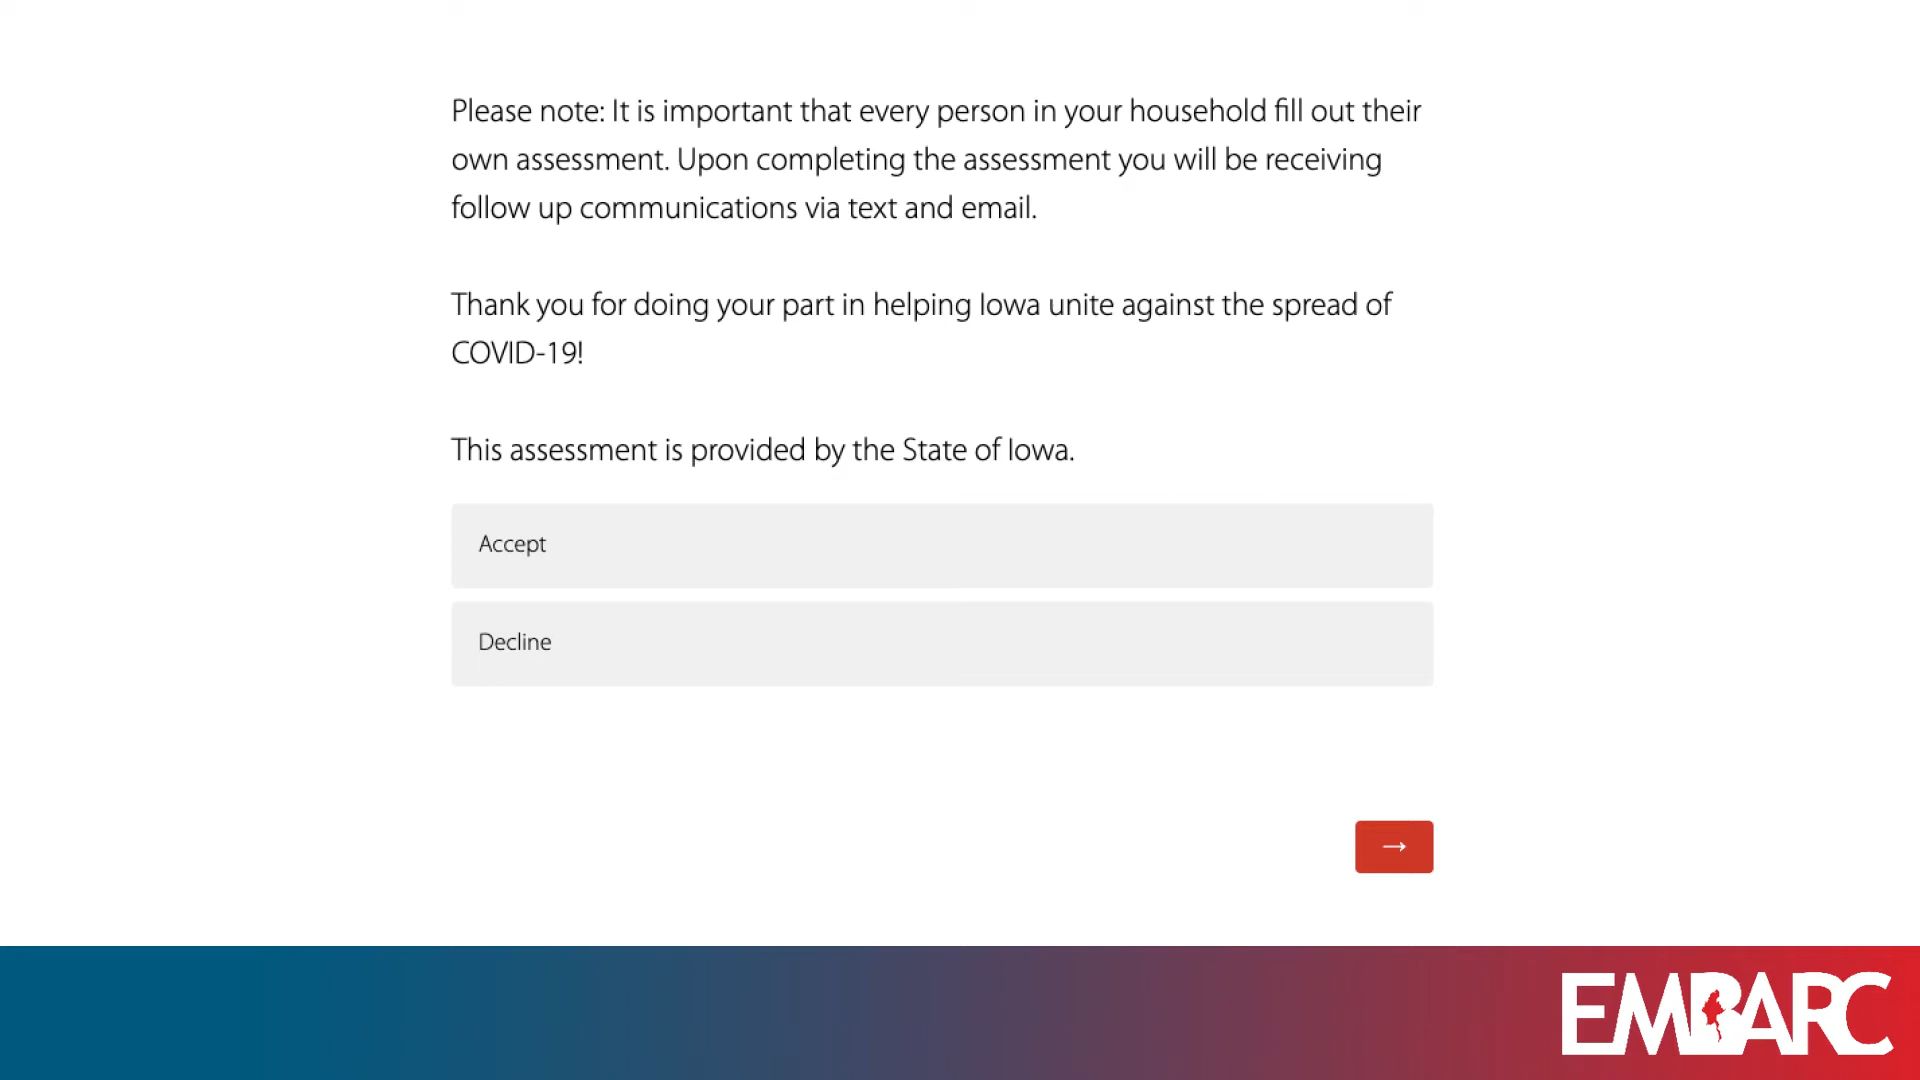 Please note: It is important that every person in your household fill out their
own assessment. Upon completing the assessment you will be receiving
follow up communications via text and email.
Thank you for doing your part in helping Iowa unite against the spread of
COVID-19!
This assessment is provided by the State of Iowa.
Accept
Decline
→
EMBARC